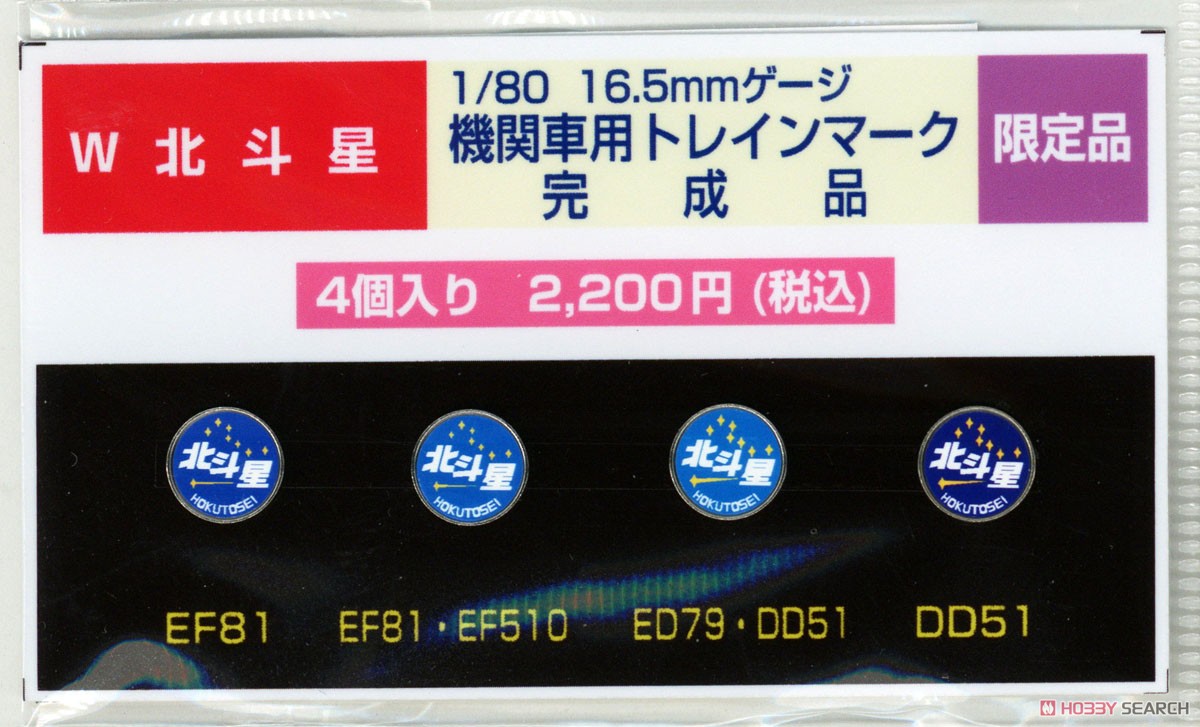 W 北斗星
1/80 16.5mmゲージ
機関車用トレインマーク
完成品
限定品
4個入り 2,200円 (税込)
北斗星
HOKUTOSEI
北斗星
HOKUTOSEI
北斗星
HOKUTOSEI
北斗星
HOKUTOSEI
EF81
EF81・EF510
ED79・DD51
DD51
HOBBY SEARCH